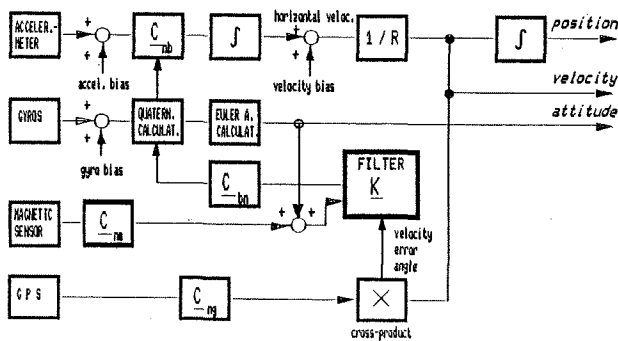 ACCELER.-
METER
+
+
accel. bias
C nb
∫
horizontal veloc.
+
+
velocity bias
1 / R
∫
position
velocity
attitude
GYROS
+
+
gyro bias
QUATERN.
CALCULAT.
EULER A.
CALCULAT.
C bn
FILTER
K
MAGNETIC
SENSOR
C
+
+
velocity
error
angle
G P S
C ng
×
cross-product